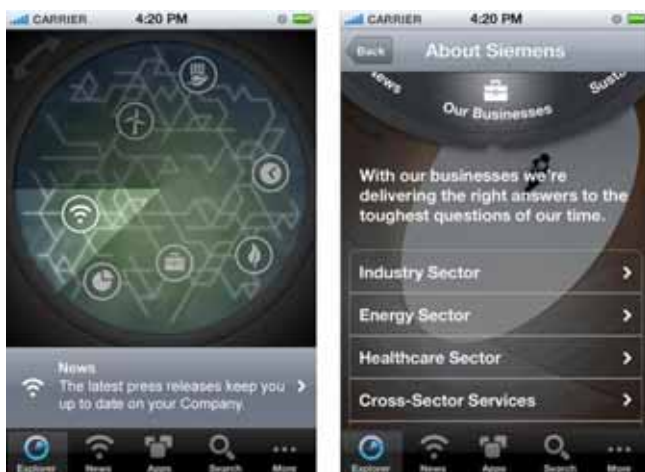 CARRIER 4:20 PM
News
The latest press releases keep you
up to date on your Company.
Explorer News Apps Search More
CARRIER 4:20 PM
Back About Siemens
News Our Businesses
With our businesses we're
delivering the right answers to the
toughest questions of our time.
Industry Sector
Energy Sector
Healthcare Sector
Cross-Sector Services
Explorer News Apps Search More